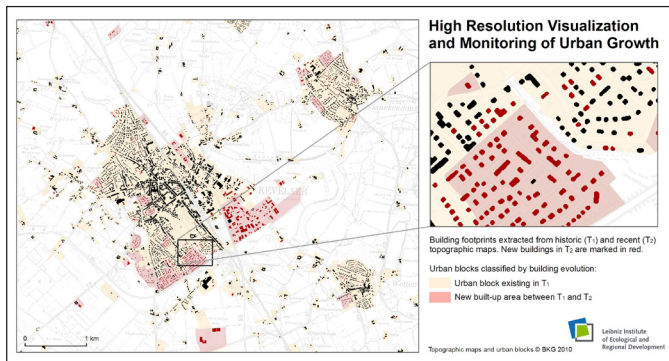 High Resolution Visualization
and Monitoring of Urban Growth
KEVELAER
Building footprints extracted from historic (T1) and recent (T2)
topographic maps. New buildings in T2 are marked in red.
Urban blocks classified by building evolution:
Urban block existing in T1
New built-up area between T1 and T2
0 1 km
Topographic maps and urban blocks © BKG 2010
Leibniz Institute
of Ecological and
Regional Development